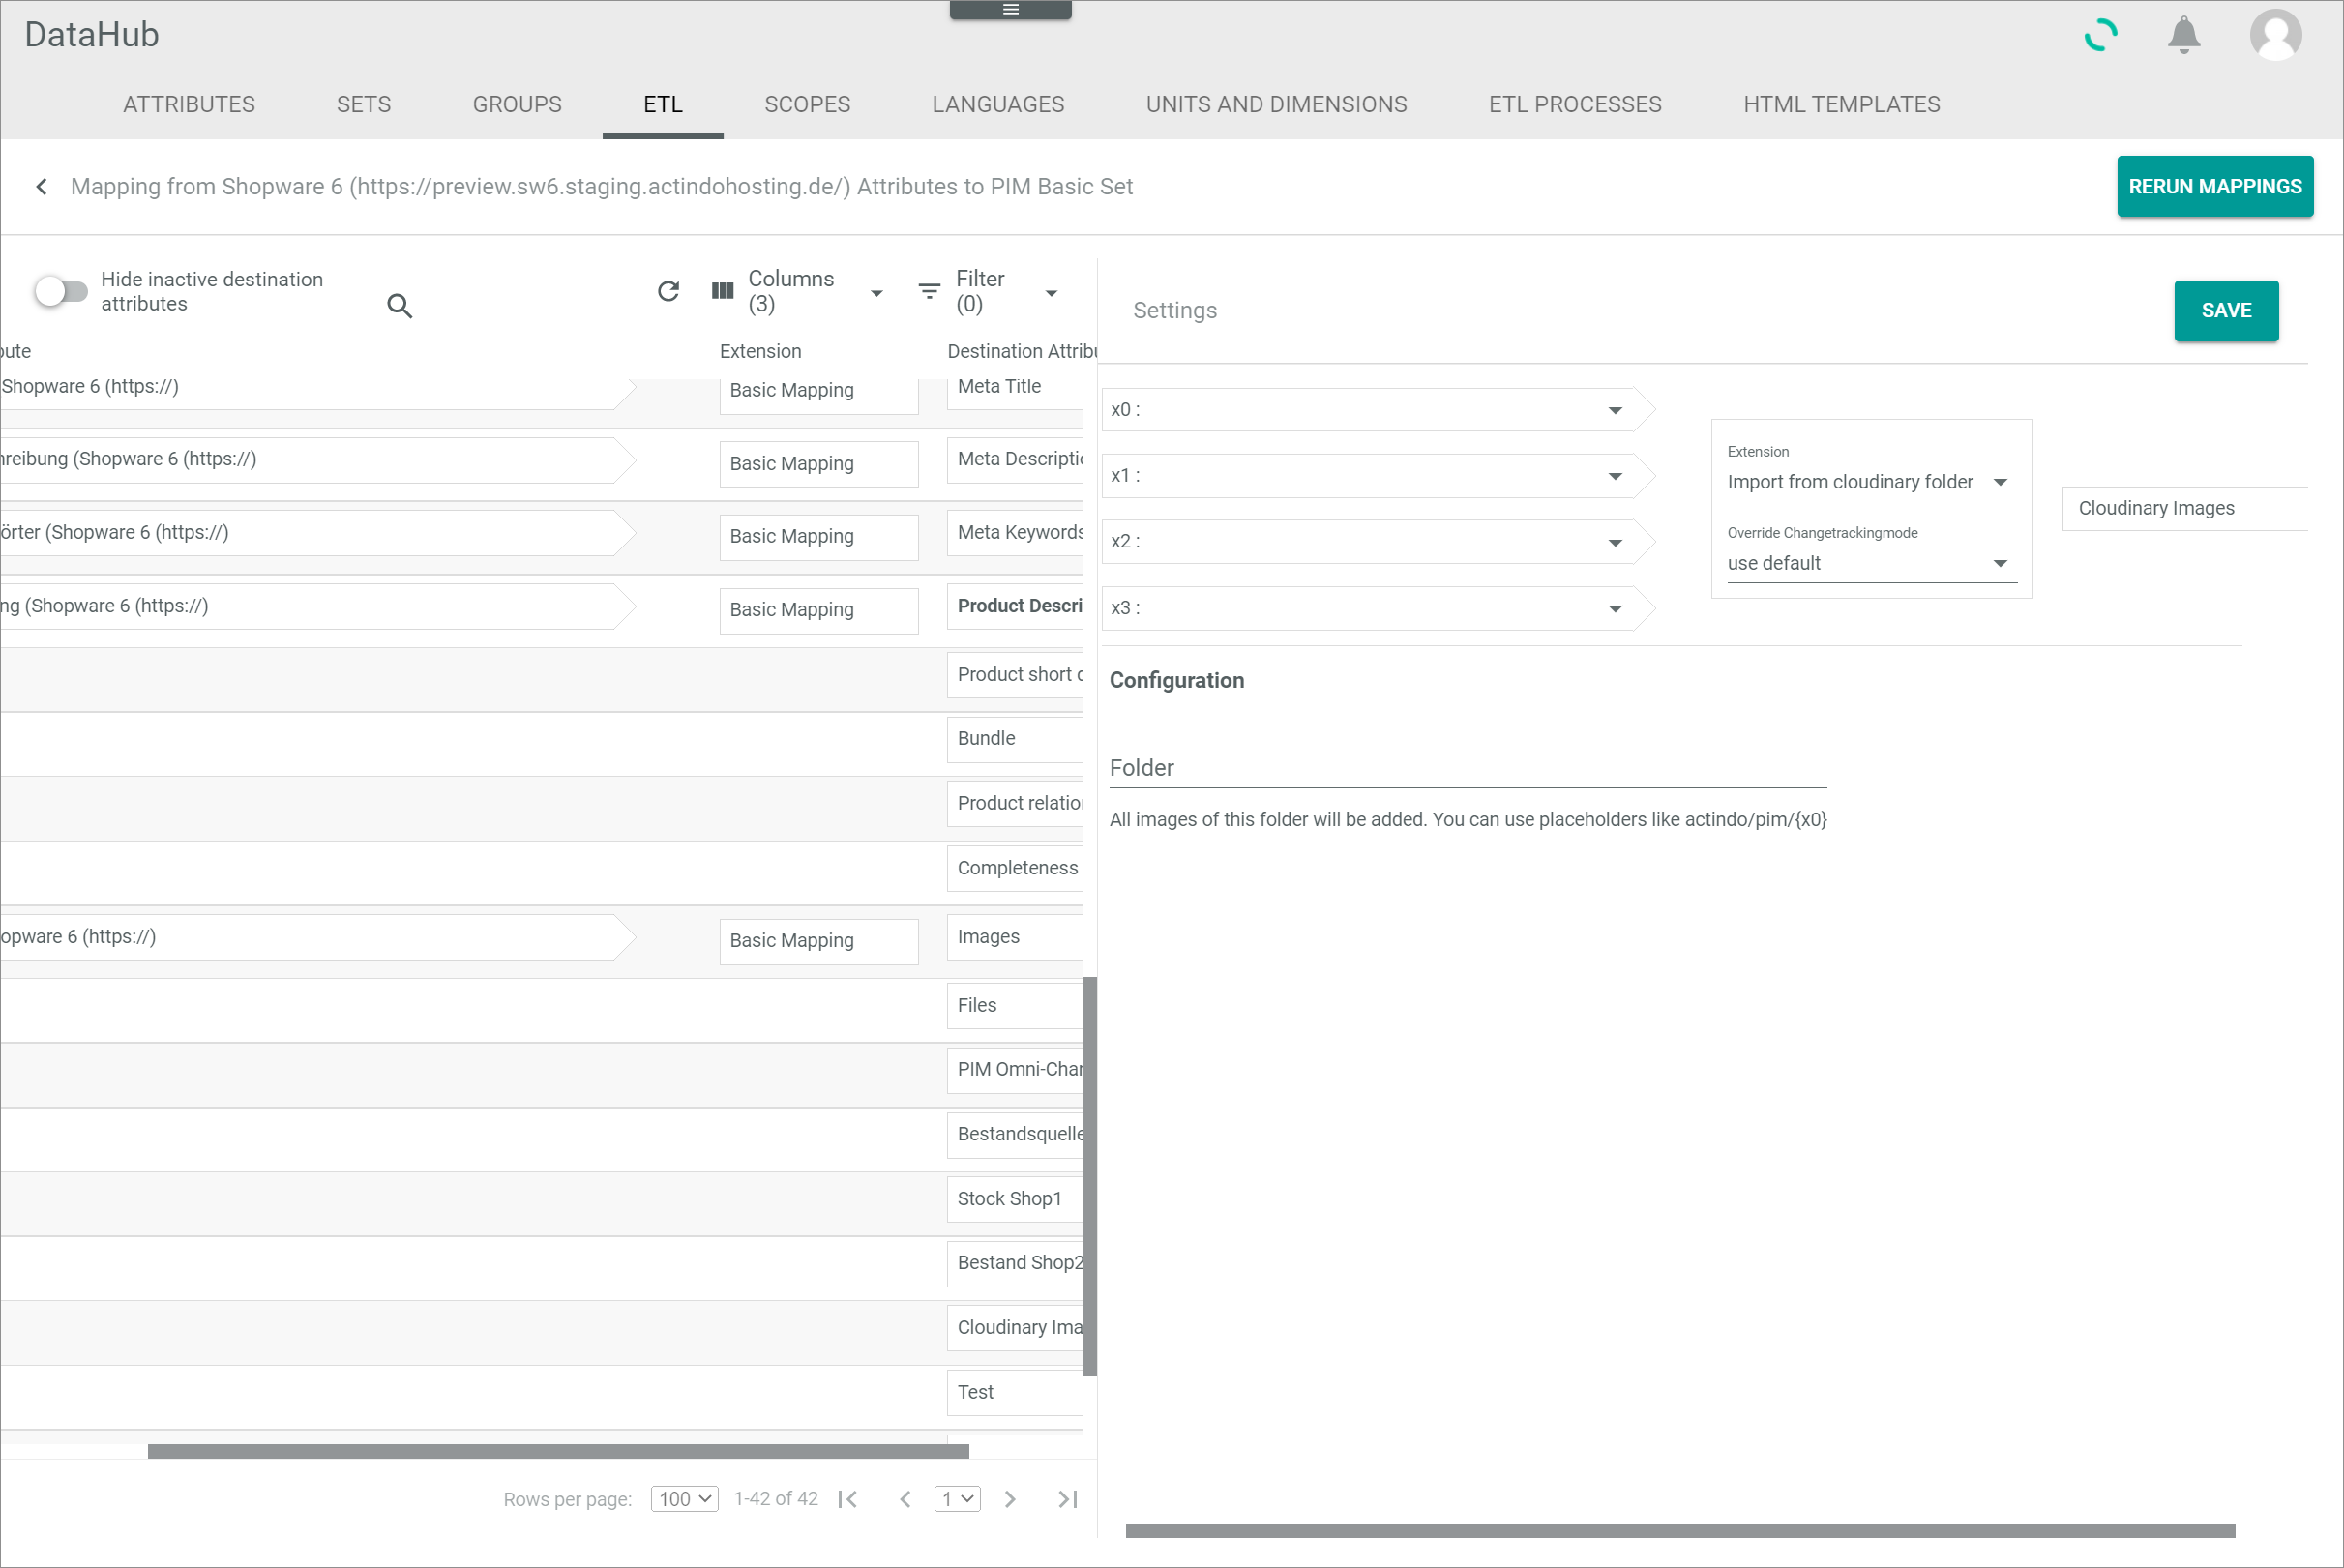 DataHub
ATTRIBUTES SETS GROUPS ETL SCOPES LANGUAGES UNITS AND DIMENSIONS ETL PROCESSES HTML TEMPLATES
Mapping from Shopware 6 (https://preview.sw6.staging.actindohosting.de/) Attributes to PIM Basic Set
RERUN MAPPINGS
Hide inactive destination
attributes
Columns
(3)
Filter
(0)
bute Extension Destination Attribu
Shopware 6 (https://) Basic Mapping Meta Title
hreibung (Shopware 6 (https://) Basic Mapping Meta Descriptio
örter (Shopware 6 (https://) Basic Mapping Meta Keywords
ng (Shopware 6 (https://) Basic Mapping Product Descri
Product short d
Bundle
Product relatio
Completeness
opware 6 (https://) Basic Mapping Images
Files
PIM Omni-Char
Bestandsquelle
Stock Shop1
Bestand Shop2
Cloudinary Ima
Test
Rows per page: 100 1-42 of 42 1
Settings
SAVE
x0 :
x1 :
x2 :
x3 :
Extension
Import from cloudinary folder
Override Changetrackingmode
use default
Cloudinary Images
Configuration
Folder
All images of this folder will be added. You can use placeholders like actindo/pim/{x0}